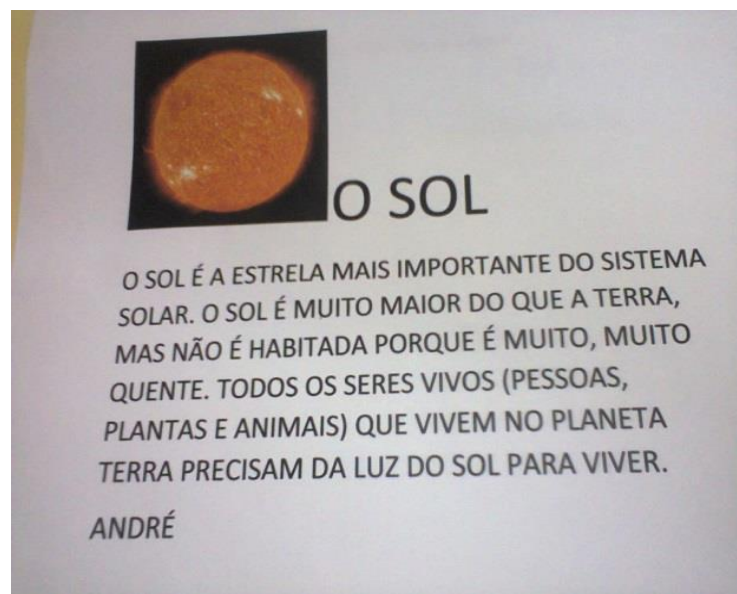 O SOL
O SOL É A ESTRELA MAIS IMPORTANTE DO SISTEMA
SOLAR. O SOL É MUITO MAIOR DO QUE A TERRA,
MAS NÃO É HABITADA PORQUE É MUITO, MUITO
QUENTE. TODOS OS SERES VIVOS (PESSOAS,
PLANTAS E ANIMAIS) QUE VIVEM NO PLANETA
TERRA PRECISAM DA LUZ DO SOL PARA VIVER.
ANDRÉ